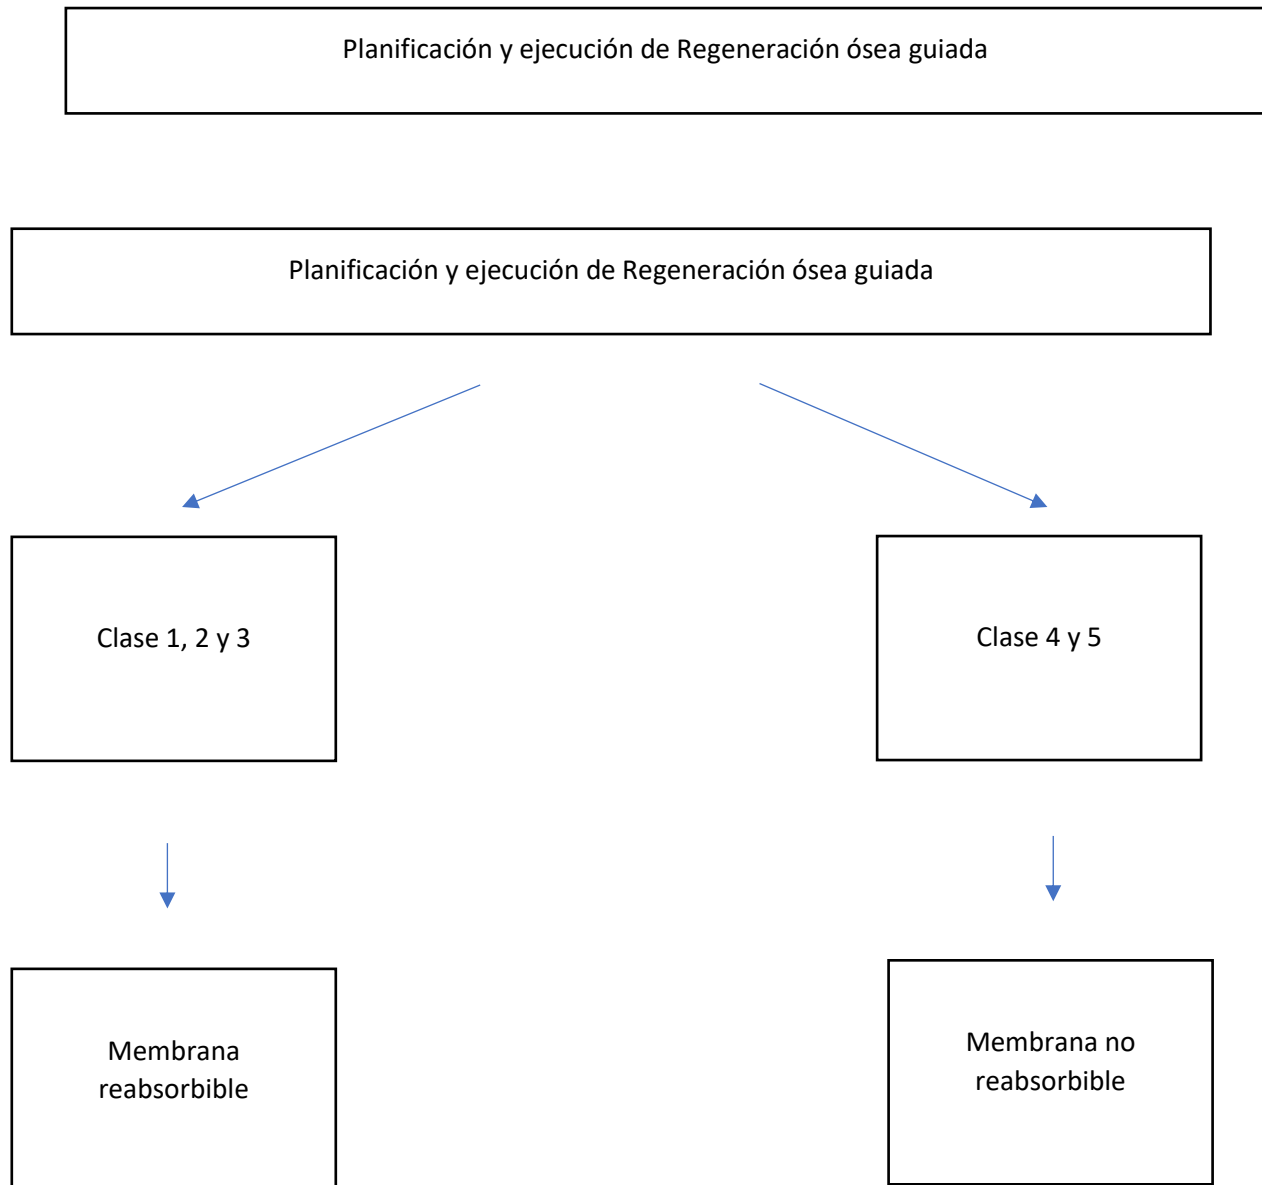 Planificación y ejecución de Regeneración ósea guiada
Planificación y ejecución de Regeneración ósea guiada
Clase 1, 2 y 3
Clase 4 y 5
Membrana
reabsorbible
Membrana no
reabsorbible